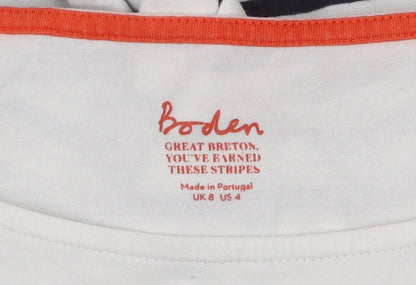 Boden
GREAT BRETON,
YOU'VE EARNED
THESE STRIPES
Made in Portugal
UK 8 US 4